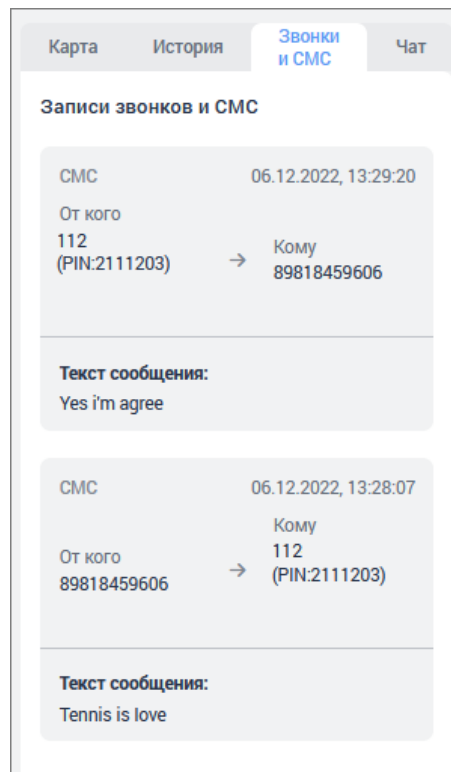 Карта История Звонки и СМС Чат
Записи звонков и СМС
СМС 06.12.2022, 13:29:20
От кого
112
(PIN:2111203)
→
Кому
89818459606
Текст сообщения:
Yes i'm agree
СМС 06.12.2022, 13:28:07
От кого
89818459606
→
Кому
112
(PIN:2111203)
Текст сообщения:
Tennis is love